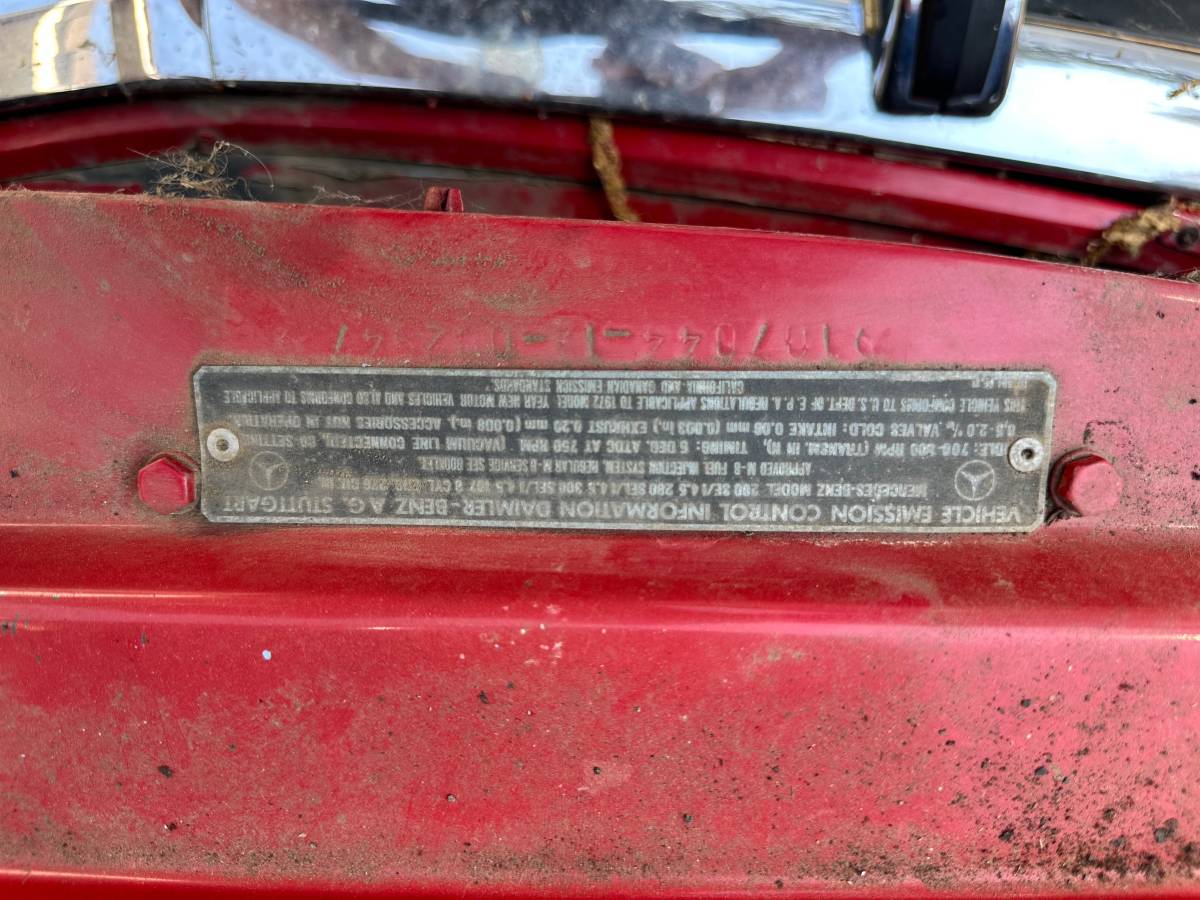 VEHICLE EMISSION CONTROL INFORMATION DAIMLER-BENZ A.G. STUTTGART
MERCEDES-BENZ MODEL 280 SE/4.5 280 SEL/4.5 300 SEL/4.5 107 8 CYL. CUI. IN
APPROVED M-B FUEL INJECTION SYSTEM. REGULAR M-B-SERVICE SEE BOOKLET.
IDLE: 700-800 RPM (TRANSM. IN N) TIMING: 5 DEG. ATDC AT 750 RPM. (VACUUM LINE CONNECTED), CO SETTING
0.5-2.0 %, VALVES COLD: INTAKE 0.08 mm (0.003 in.), EXHAUST 0.20 mm (0.008 in.), ACCESSORIES NOT IN OPERATION
THIS VEHICLE CONFORMS TO U.S. DEPT OF E.P.A. REGULATIONS APPLICABLE TO 1972 MODEL YEAR NEW MOTOR VEHICLES AND ALSO CONFORMS TO APPLICABLE
CALIFORNIA AND CANADIAN EMISSION STANDARDS"